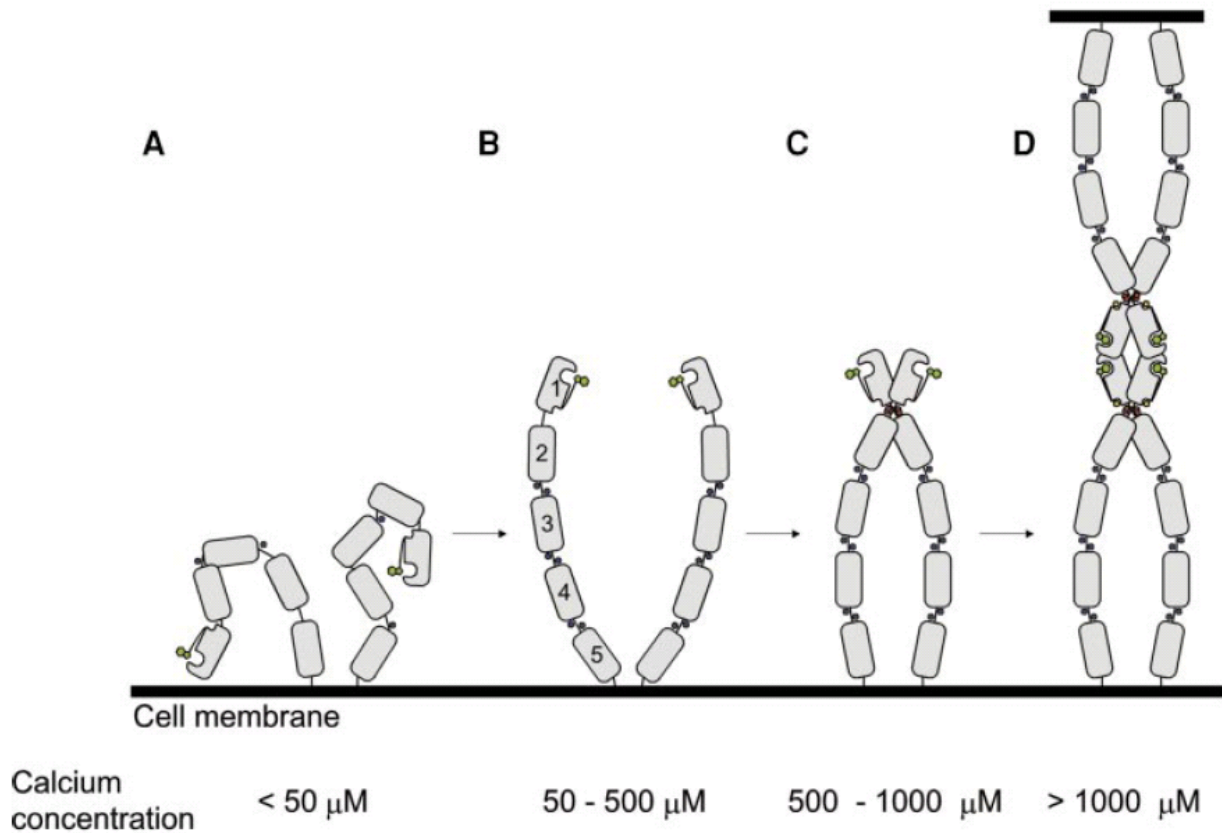 A
B
C
D
1
2
3
4
5
Cell membrane
Calcium
concentration
< 50 μM
50 - 500 μM
500 - 1000 μM
> 1000 μM